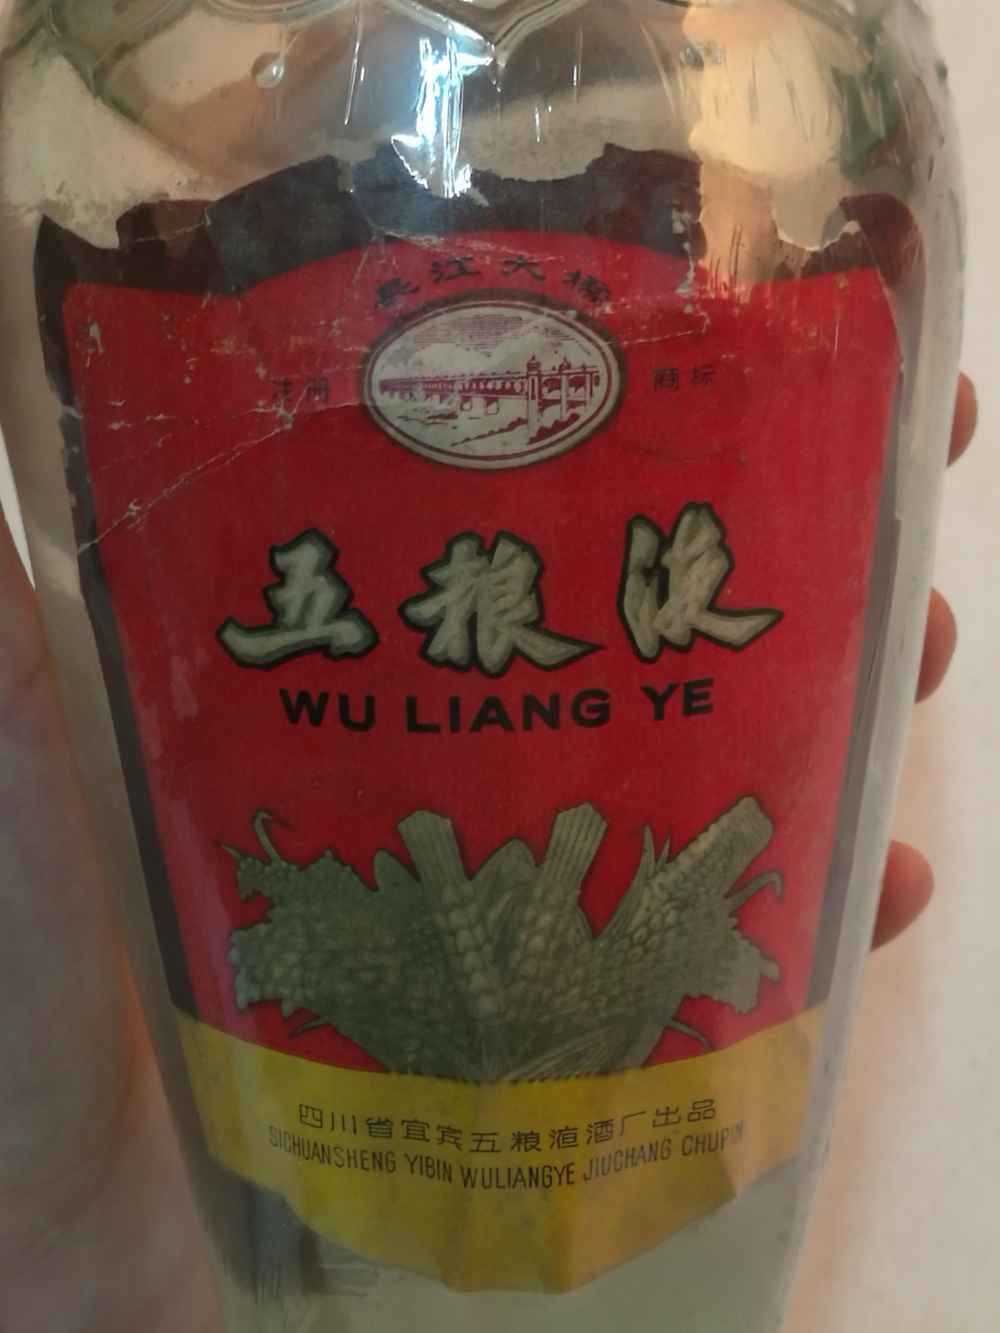 长江大桥
注册 商标
五粮液
WU LIANG YE
四川省宜宾五粮液酒厂出品
SICHUANSHENG YIBIN WULIANGYE JIUCHANG CHUPIN